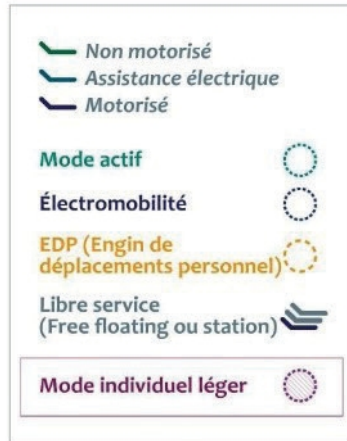 Non motorisé
Assistance électrique
Motorisé
Mode actif
Électromobilité
EDP (Engin de
déplacements personnel)
Libre service
(Free floating ou station)
Mode individuel léger